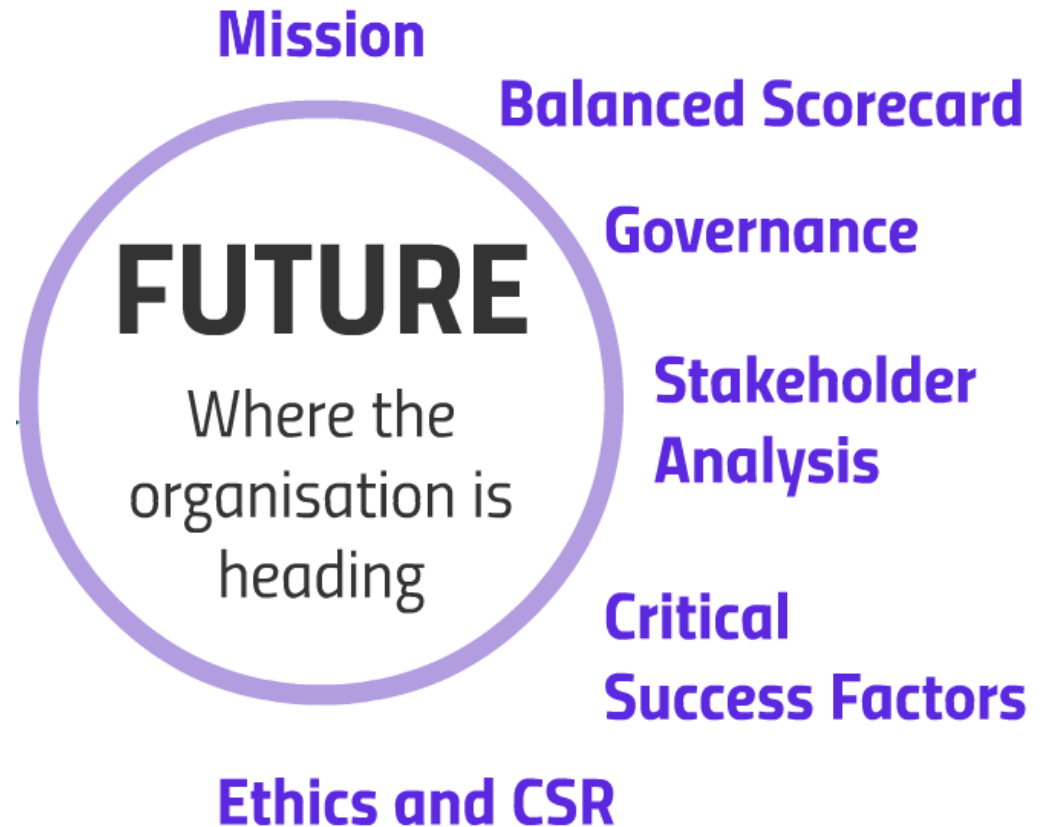 Mission
Balanced Scorecard
Governance
FUTURE
Where the
organisation is
heading
Stakeholder
Analysis
Critical
Success Factors
Ethics and CSR